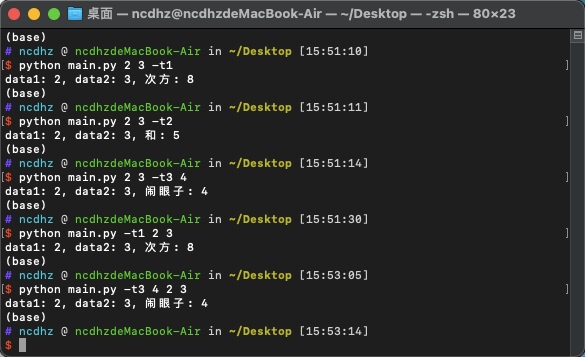 桌面 — ncdhz@ncdhzdeMacBook-Air — ~/Desktop — -zsh — 80×23
(base)
# ncdhz @ ncdhzdeMacBook-Air in ~/Desktop [15:51:10]
[$ python main.py 2 3 -t1 ]
data1: 2, data2: 3, 次方: 8
(base)
# ncdhz @ ncdhzdeMacBook-Air in ~/Desktop [15:51:11]
[$ python main.py 2 3 -t2 ]
data1: 2, data2: 3, 和: 5
(base)
# ncdhz @ ncdhzdeMacBook-Air in ~/Desktop [15:51:14]
[$ python main.py 2 3 -t3 4 ]
data1: 2, data2: 3, 闹眼子: 4
(base)
# ncdhz @ ncdhzdeMacBook-Air in ~/Desktop [15:51:30]
[$ python main.py -t1 2 3 ]
data1: 2, data2: 3, 次方: 8
(base)
# ncdhz @ ncdhzdeMacBook-Air in ~/Desktop [15:53:05]
[$ python main.py -t3 4 2 3 ]
data1: 2, data2: 3, 闹眼子: 4
(base)
# ncdhz @ ncdhzdeMacBook-Air in ~/Desktop [15:53:14]
$